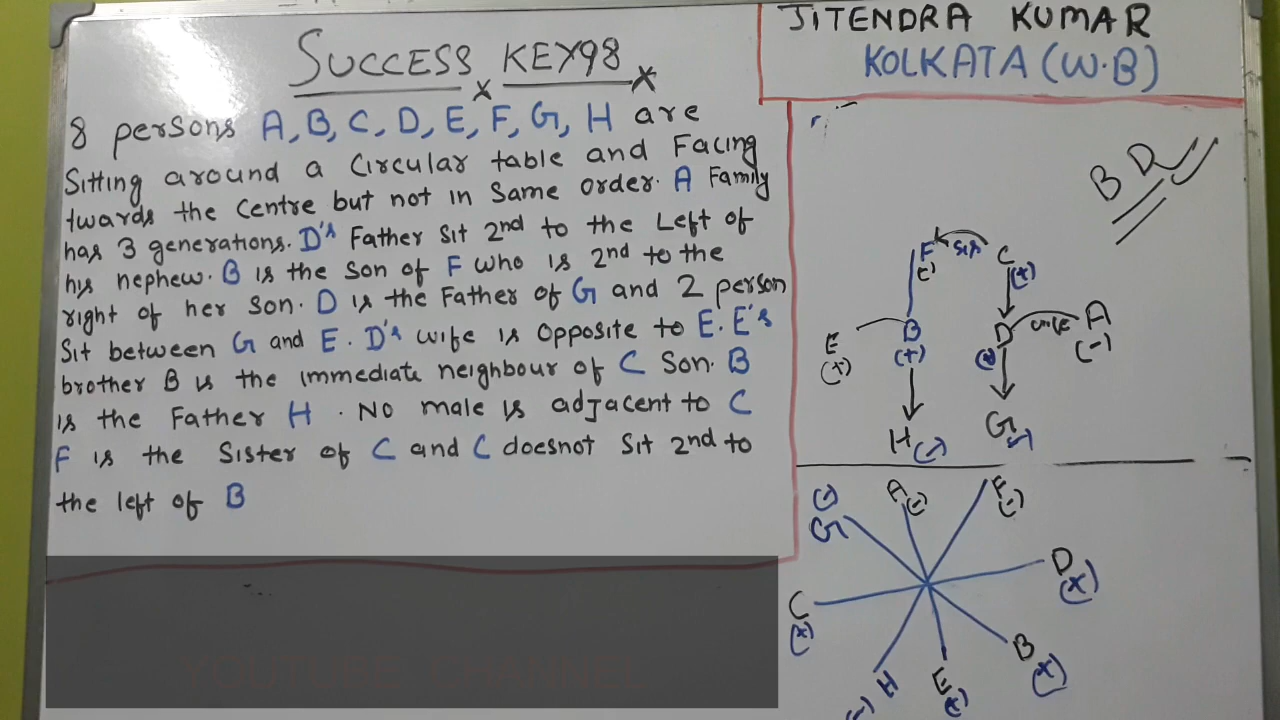 SUCCESS KEY98
JITENDRA KUMAR
KOLKATA (W.B)
8 persons A, B, C, D, E, F, G, H are
Sitting around a Circular table and Facing
twards the Centre but not in Same order. A Family
has 3 generations. D's Father Sit 2nd to the Left of
his nephew. B is the Son of F who is 2nd to the
right of her Son. D is the Father of G and 2 person
Sit between G and E. D's wife is opposite to E. E's
brother B is the immediate neighbour of C Son. B
is the Father H. No male is adjacent to C
F is the Sister of C and C doesnot Sit 2nd to
the left of B
YOUTUBE CHANNEL
B D
F sis C
(-) (+)
E B D wife A
(+) (+) (-)
H (-) G (-)
(-) A (-) F (-)
G
D (+)
C (+)
B (+)
H (-) E (+)